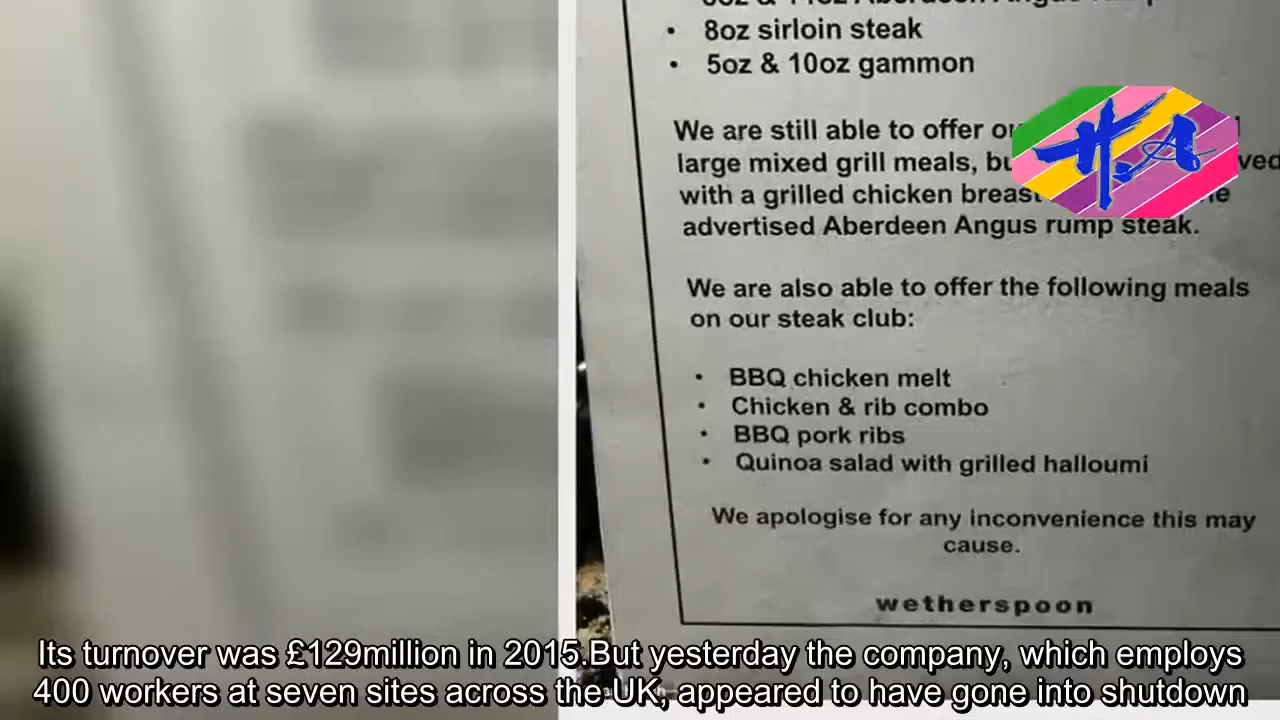 • 8oz sirloin steak
• 5oz & 10oz gammon
We are still able to offer
large mixed grill meals,
with a grilled chicken breast
advertised Aberdeen Angus rump steak.
We are also able to offer the following meals
on our steak club:
• BBQ chicken melt
• Chicken & rib combo
• BBQ pork ribs
• Quinoa salad with grilled halloumi
We apologise for any inconvenience this may
cause.
wetherspoon
H.A
Its turnover was £129million in 2015.But yesterday the company, which employs
400 workers at seven sites across the UK, appeared to have gone into shutdown